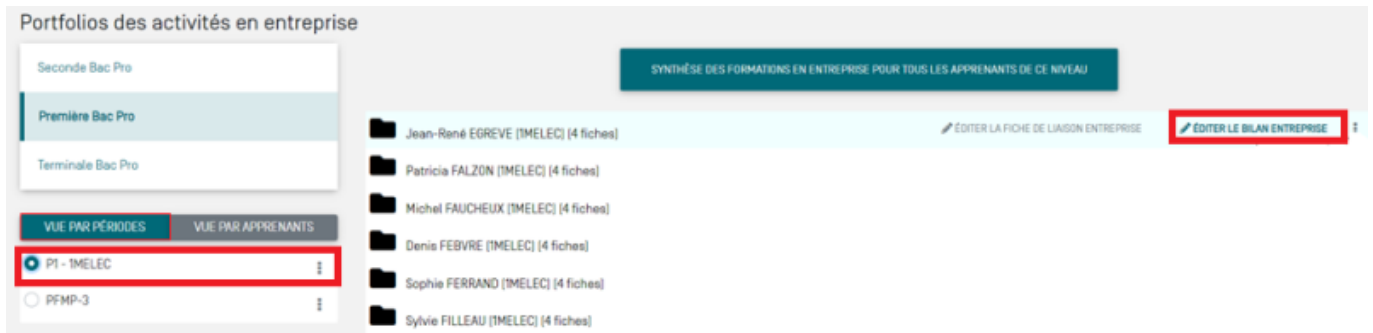 Portfolios des activités en entreprise
Seconde Bac Pro
Première Bac Pro
Terminale Bac Pro
VUE PAR PÉRIODES VUE PAR APPRENANTS
P1 - 1MELEC
PFMP-3
SYNTHÈSE DES FORMATIONS EN ENTREPRISE POUR TOUS LES APPRENANTS DE CE NIVEAU
Jean-René EGREVE (1MELEC) (4 fiches) ÉDITER LA FICHE DE LIAISON ENTREPRISE ÉDITER LE BILAN ENTREPRISE
Patricia FALZON (1MELEC) (4 fiches)
Michel FAUCHEUX (1MELEC) (4 fiches)
Denis FEBVRE (1MELEC) (4 fiches)
Sophie FERRAND (1MELEC) (4 fiches)
Sylvie FILLEAU (1MELEC) (4 fiches)